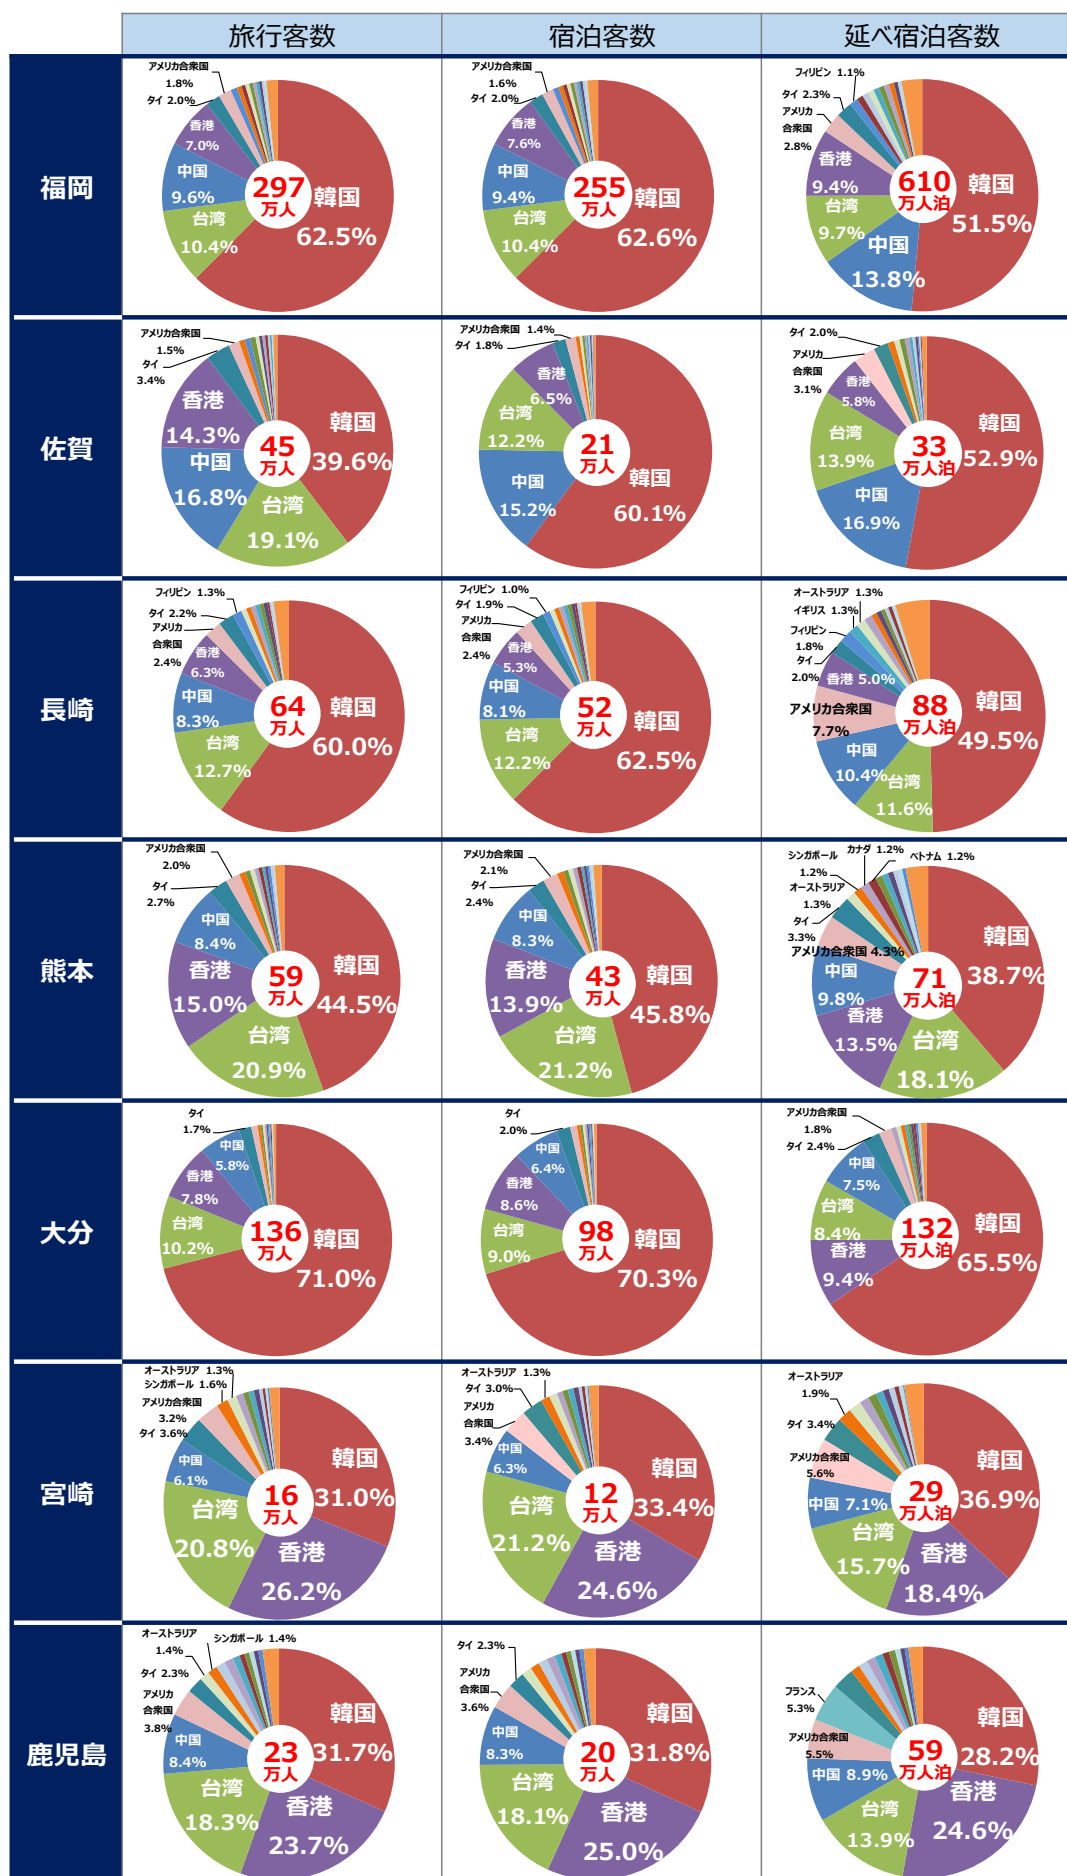 旅行客数
宿泊客数
延べ宿泊客数
福岡
アメリカ合衆国
1.8%
タイ 2.0%
香港
7.0%
中国
9.6%
台湾
10.4%
297
万人
韓国
62.5%
アメリカ合衆国
1.6%
タイ 2.0%
香港
7.6%
中国
9.4%
台湾
10.4%
255
万人
韓国
62.6%
フィリピン 1.1%
タイ 2.3%
アメリカ
合衆国
2.8%
香港
9.4%
台湾
9.7%
中国
13.8%
610
万人泊
韓国
51.5%
佐賀
アメリカ合衆国
1.5%
タイ
3.4%
香港
14.3%
中国
16.8%
台湾
19.1%
45
万人
韓国
39.6%
アメリカ合衆国 1.4%
タイ 1.8%
香港
6.5%
台湾
12.2%
中国
15.2%
21
万人
韓国
60.1%
タイ 2.0%
アメリカ
合衆国
3.1%
香港
5.8%
台湾
13.9%
中国
16.9%
33
万人泊
韓国
52.9%
長崎
フィリピン 1.3%
タイ 2.2%
アメリカ
合衆国
2.4%
香港
6.3%
中国
8.3%
台湾
12.7%
64
万人
韓国
60.0%
フィリピン 1.0%
タイ 1.9%
アメリカ
合衆国
2.4%
香港
5.3%
中国
8.1%
台湾
12.2%
52
万人
韓国
62.5%
オーストラリア 1.3%
イギリス 1.3%
フィリピン
1.8%
タイ
2.0%
香港 5.0%
アメリカ合衆国
7.7%
中国
10.4%
台湾
11.6%
88
万人泊
韓国
49.5%
熊本
アメリカ合衆国
2.0%
タイ
2.7%
中国
8.4%
香港
15.0%
台湾
20.9%
59
万人
韓国
44.5%
アメリカ合衆国
2.1%
タイ
2.4%
中国
8.3%
香港
13.9%
台湾
21.2%
43
万人
韓国
45.8%
シンガポール
1.2%
カナダ 1.2%
ベトナム 1.2%
オーストラリア
1.3%
タイ
3.3%
アメリカ合衆国 4.3%
中国
9.8%
香港
13.5%
台湾
18.1%
71
万人泊
韓国
38.7%
大分
タイ
1.7%
中国
5.8%
香港
7.8%
台湾
10.2%
136
万人
韓国
71.0%
タイ
2.0%
中国
6.4%
香港
8.6%
台湾
9.0%
98
万人
韓国
70.3%
アメリカ合衆国
1.8%
タイ 2.4%
中国
7.5%
台湾
8.4%
香港
9.4%
132
万人泊
韓国
65.5%
宮崎
オーストラリア 1.3%
シンガポール 1.6%
アメリカ合衆国
3.2%
タイ 3.6%
中国
6.1%
台湾
20.8%
香港
26.2%
16
万人
韓国
31.0%
オーストラリア 1.3%
タイ 3.0%
アメリカ
合衆国
3.4%
中国
6.3%
台湾
21.2%
香港
24.6%
12
万人
韓国
33.4%
オーストラリア
1.9%
タイ 3.4%
アメリカ合衆国
5.6%
中国 7.1%
台湾
15.7%
香港
18.4%
29
万人泊
韓国
36.9%
鹿児島
オーストラリア
1.4%
シンガポール 1.4%
タイ 2.3%
アメリカ
合衆国
3.8%
中国
8.4%
台湾
18.3%
香港
23.7%
23
万人
韓国
31.7%
タイ 2.3%
アメリカ
合衆国
3.6%
中国
8.3%
台湾
18.1%
香港
25.0%
20
万人
韓国
31.8%
フランス
5.3%
アメリカ合衆国
5.5%
中国 8.9%
台湾
13.9%
香港
24.6%
59
万人泊
韓国
28.2%